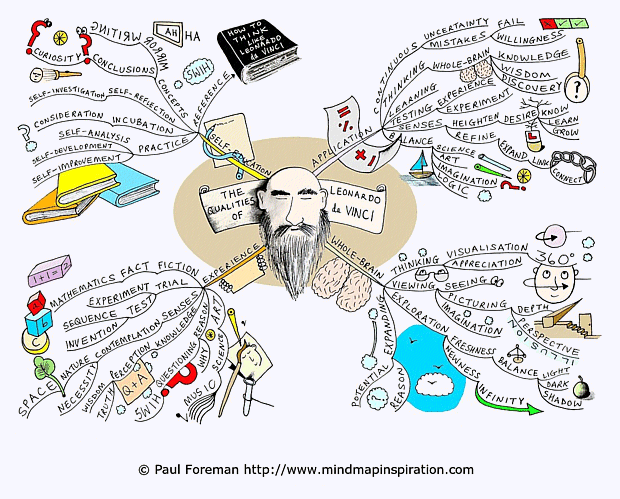 THE QUALITIES OF
LEONARDO da VINCI
SELF-EDUCATION
REFERENCE
HOW TO THINK LIKE LEONARDO DA VINCI
5WIH
CONCEPTS
MIRROR WRITING
AH HA
CONCLUSIONS
CURIOSITY
SELF-REFLECTION
SELF-INVESTIGATION
PRACTICE
INCUBATION
CONSIDERATION
SELF-ANALYSIS
SELF-DEVELOPMENT
SELF-IMPROVEMENT
APPLICATION
CONTINUOUS
LEARNING
THINKING
UNCERTAINTY
MISTAKES
FAIL
WILLINGNESS
WHOLE-BRAIN
KNOWLEDGE
WISDOM
TESTING
EXPERIENCE
EXPERIMENT
DISCOVERY
SENSES
HEIGHTEN
REFINE
DESIRE
KNOW
LEARN
GROW
EXPAND
LINK
CONNECT
BALANCE
SCIENCE
ART
IMAGINATION
LOGIC
WHOLE-BRAIN
THINKING
VISUALISATION
APPRECIATION
360°
VIEWING
SEEING
PICTURING
IMAGINATION
DEPTH
PERSPECTIVE
EXPLORATION
FRESHNESS
NEWNESS
BALANCE
LIGHT
DARK
SHADOW
INFINITY
EXPANDING
POTENTIAL
REASON
EXPERIENCE
MATHEMATICS
FACT
FICTION
1+1=2
EXPERIMENT
TRIAL
SEQUENCE
TEST
INVENTION
A
B
C
SENSES
CONTEMPLATION
NATURE
SPACE
KNOWLEDGE
PERCEPTION
NECESSITY
WISDOM
TRUTH
Q+A
REASON
QUESTIONING
WHY
5WIH
ART
SCIENCE
MUSIC
© Paul Foreman http://www.mindmapinspiration.com